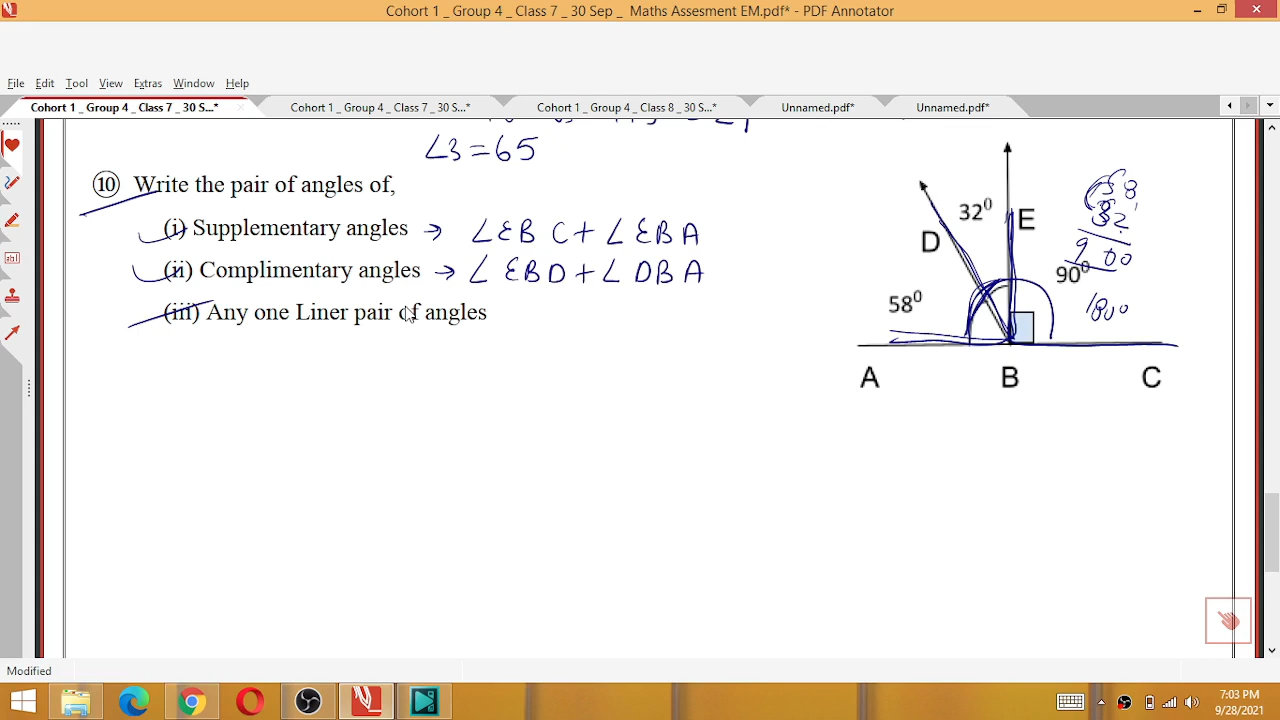 Cohort 1 _ Group 4 _ Class 7 _ 30 Sep _ Maths Assesment EM.pdf* - PDF Annotator
File Edit Tool View Extras Window Help
Cohort 1 _ Group 4 _ Class 7 _ 30 S...* Cohort 1 _ Group 4 _ Class 7 _ 30 S...* Cohort 1 _ Group 4 _ Class 8 _ 30 S...* Unnamed.pdf* Unnamed.pdf*
∠3 = 65
10 Write the pair of angles of,
(i) Supplementary angles → ∠EBC + ∠EBA
(ii) Complimentary angles → ∠EBD + ∠DBA
(iii) Any one Liner pair of angles
32⁰
E
D
58⁰
90⁰
58
32
90
180°
A B C
Modified
7:03 PM
9/28/2021